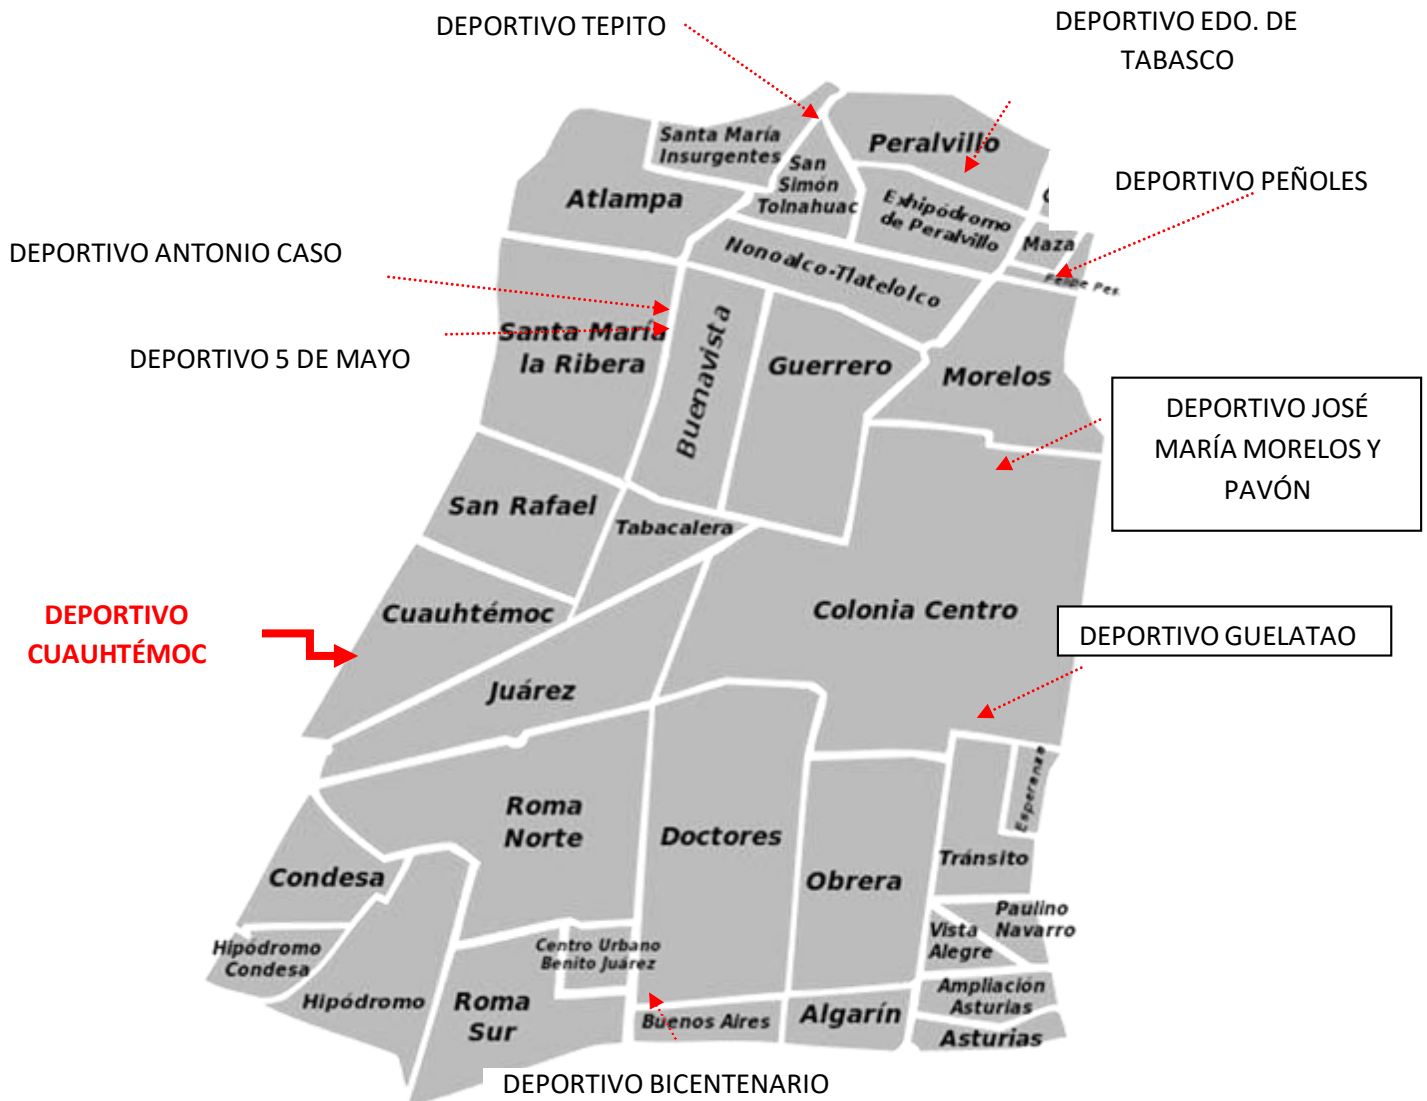 DEPORTIVO TEPITO
DEPORTIVO EDO. DE
TABASCO
Santa María
Insurgentes
Peralvillo
San
Simón
Tolnahuac
DEPORTIVO PEÑOLES
Atlampa
Exhipódromo
de Peralvillo
Maza
DEPORTIVO ANTONIO CASO
Nonoalco-Tlatelolco
Felipe Pes.
Santa María
la Ribera
DEPORTIVO 5 DE MAYO
Buenavista
Guerrero
Morelos
DEPORTIVO JOSÉ
MARÍA MORELOS Y
PAVÓN
San Rafael
Tabacalera
DEPORTIVO
CUAUHTÉMOC
Cuauhtémoc
Colonia Centro
DEPORTIVO GUELATAO
Juárez
Esperanza
Roma
Norte
Doctores
Obrera
Tránsito
Condesa
Paulino
Navarro
Vista
Alegre
Hipódromo
Condesa
Centro Urbano
Benito Juárez
Hipódromo
Roma
Sur
Buenos Aires
Algarín
Ampliación
Asturias
Asturias
DEPORTIVO BICENTENARIO